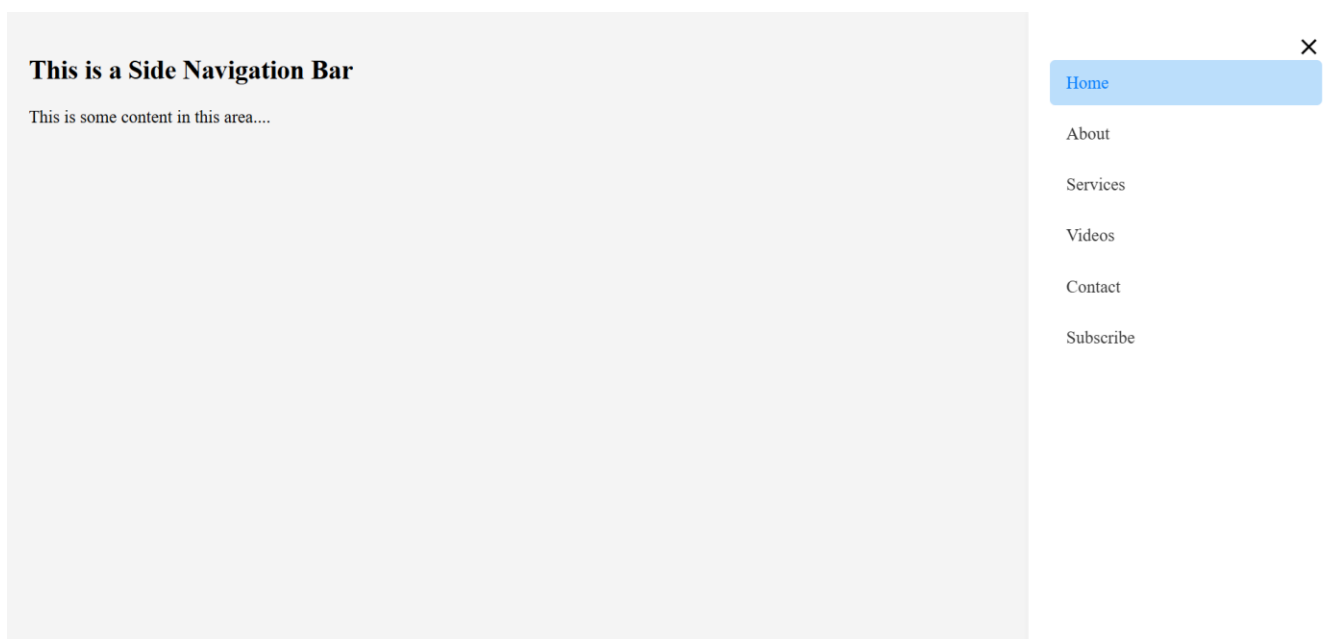 This is a Side Navigation Bar
This is some content in this area....
Home
About
Services
Videos
Contact
Subscribe